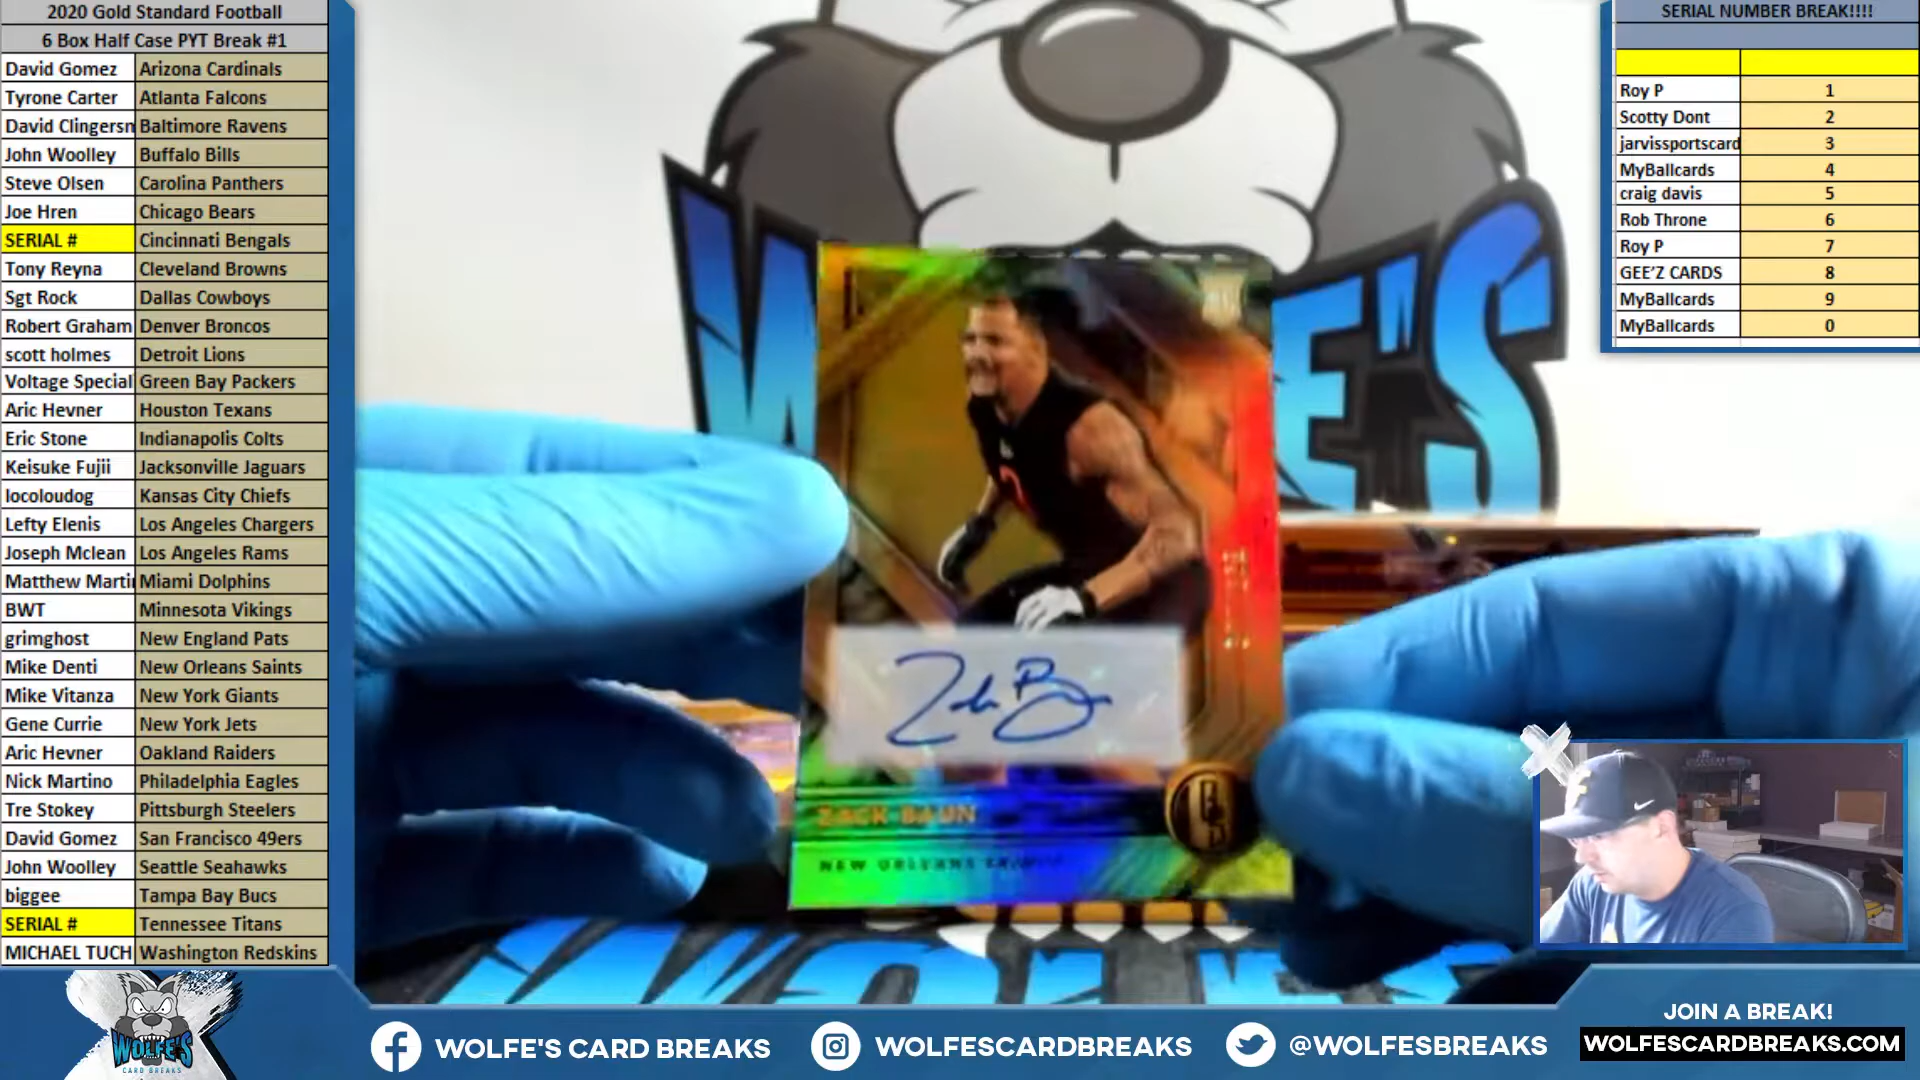 2020 Gold Standard Football
6 Box Half Case PYT Break #1
David Gomez Arizona Cardinals
Tyrone Carter Atlanta Falcons
David Clingersn Baltimore Ravens
John Woolley Buffalo Bills
Steve Olsen Carolina Panthers
Joe Hren Chicago Bears
SERIAL # Cincinnati Bengals
Tony Reyna Cleveland Browns
Sgt Rock Dallas Cowboys
Robert Graham Denver Broncos
scott holmes Detroit Lions
Voltage Special Green Bay Packers
Aric Hevner Houston Texans
Eric Stone Indianapolis Colts
Keisuke Fujii Jacksonville Jaguars
locoloudog Kansas City Chiefs
Lefty Elenis Los Angeles Chargers
Joseph Mclean Los Angeles Rams
Matthew Marti Miami Dolphins
BWT Minnesota Vikings
grimghost New England Pats
Mike Denti New Orleans Saints
Mike Vitanza New York Giants
Gene Currie New York Jets
Aric Hevner Oakland Raiders
Nick Martino Philadelphia Eagles
Tre Stokey Pittsburgh Steelers
David Gomez San Francisco 49ers
John Woolley Seattle Seahawks
biggee Tampa Bay Bucs
SERIAL # Tennessee Titans
MICHAEL TUCH Washington Redskins
SERIAL NUMBER BREAK!!!!
Roy P 1
Scotty Dont 2
jarvissportscard 3
MyBallcards 4
craig davis 5
Rob Throne 6
Roy P 7
GEE'Z CARDS 8
MyBallcards 9
MyBallcards 0
ZACK BAUN
NEW ORLEANS
WOLFE'S
CARD BREAKS
WOLFE'S CARD BREAKS
WOLFESCARDBREAKS
@WOLFESBREAKS
JOIN A BREAK!
WOLFESCARDBREAKS.COM